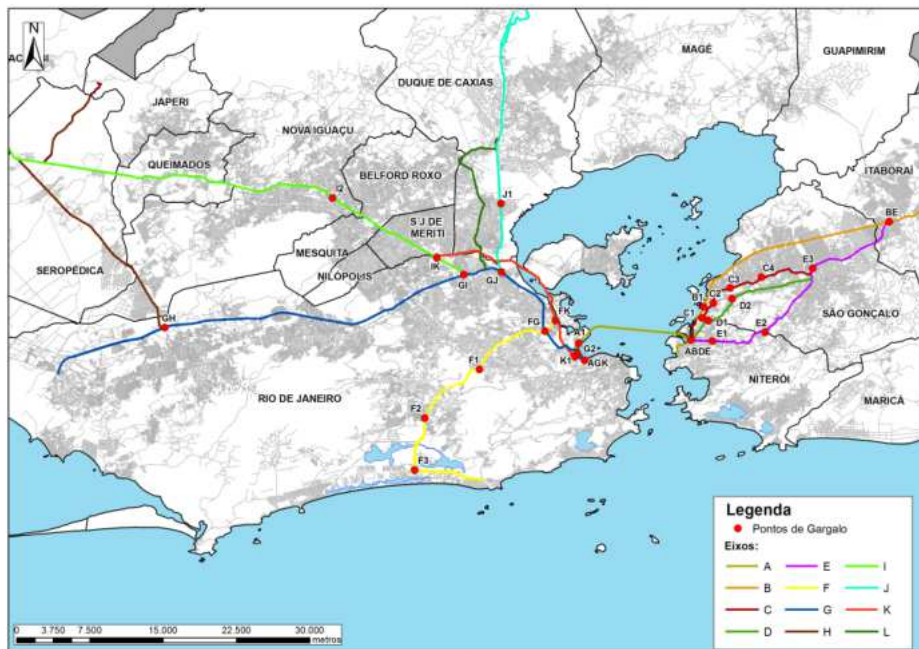 N
JAPERI
QUEIMADOS
NOVA IGUAÇU
DUQUE DE CAXIAS
MAGÉ
GUAPIMIRIM
BELFORD ROXO
ITABORAÍ
SEROPÉDICA
MESQUITA
S J DE
MERITI
NILÓPOLIS
SÃO GONÇALO
RIO DE JANEIRO
NITERÓI
MARICÁ
I2
J1
BE
IK
GI
GJ
C4
E3
C3
C2
B1
D2
C1
D1
GH
FK
FG
A1
G2
ABDE
E1
E2
K1
AGK
F1
F2
F3
Legenda
Pontos de Gargalo
Eixos:
A E I
B F J
C G K
D H L
0 3.750 7.500 15.000 22.500 30.000
metros